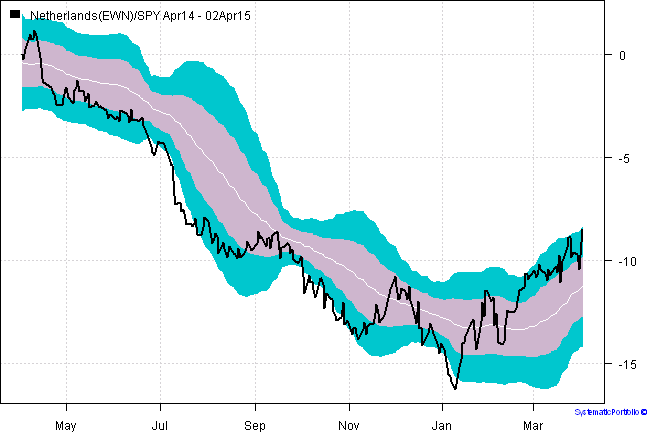 Netherlands(EWN)/SPY Apr14 - 02Apr15
0
-5
-10
-15
May Jul Sep Nov Jan Mar
SystematicPortfolio ©